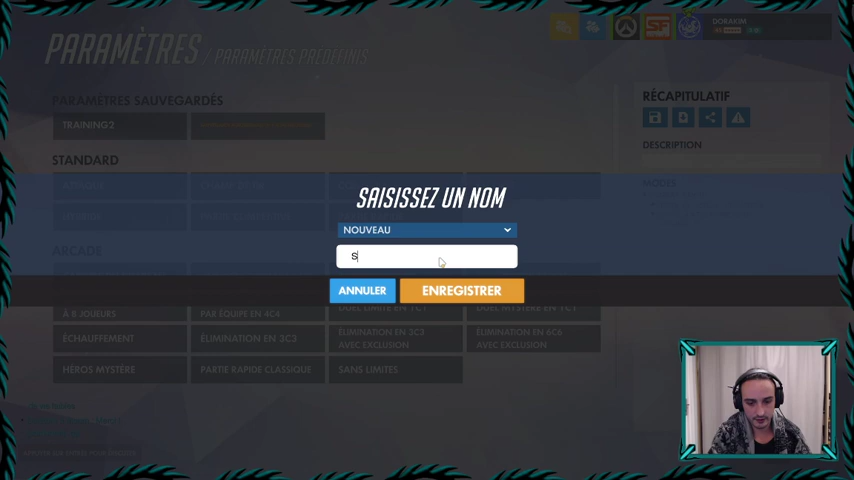 PARAMÈTRES / PARAMÈTRES PRÉDÉFINIS
DORAKIM
PARAMÈTRES SAUVEGARDÉS
TRAINING2
STANDARD
ARCADE
RÉCAPITULATIF
DESCRIPTION
MODES
SAISISSEZ UN NOM
NOUVEAU
S
ANNULER
ENREGISTRER
À 8 JOUEURS
PAR ÉQUIPE EN 4C4
DUEL LIMITÉ EN 1C1
DUEL MYSTÈRE EN 1C1
ÉCHAUFFEMENT
ÉLIMINATION EN 3C3
ÉLIMINATION EN 3C3
AVEC EXCLUSION
ÉLIMINATION EN 6C6
AVEC EXCLUSION
HÉROS MYSTÈRE
PARTIE RAPIDE CLASSIQUE
SANS LIMITES